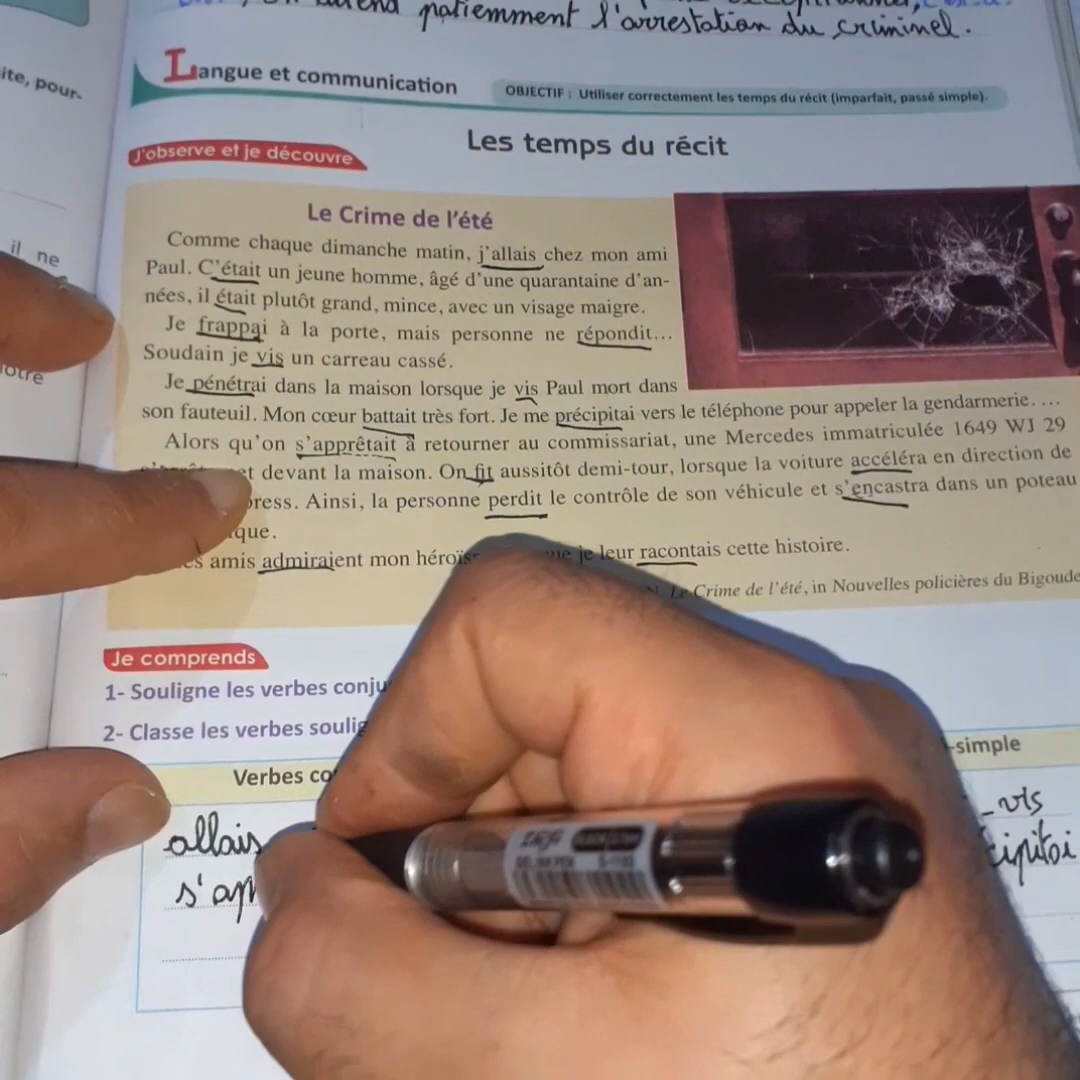 patiemment l'arrestation du criminel.
ite, pour-
Langue et communication
OBJECTIF : Utiliser correctement les temps du récit (imparfait, passé simple).
Les temps du récit
J'observe et je découvre
il ne
Le Crime de l'été
Comme chaque dimanche matin, j'allais chez mon ami
Paul. C'était un jeune homme, âgé d'une quarantaine d'an-
nées, il était plutôt grand, mince, avec un visage maigre.
Je frappai à la porte, mais personne ne répondit...
Soudain je vis un carreau cassé.
Je pénétrai dans la maison lorsque je vis Paul mort dans
son fauteuil. Mon cœur battait très fort. Je me précipitai vers le téléphone pour appeler la gendarmerie. ...
Alors qu'on s'apprêtait à retourner au commissariat, une Mercedes immatriculée 1649 WJ 29
devant la maison. On fit aussitôt demi-tour, lorsque la voiture accéléra en direction de
press. Ainsi, la personne perdit le contrôle de son véhicule et s'encastra dans un poteau
que.
amis admiraient mon je leur racontais cette histoire.
Le Crime de l'été, in Nouvelles policières du Bigoude
Je comprends
1- Souligne les verbes conju
2- Classe les verbes soulig
Verbes co -simple
allais vis
s'ap cipitai